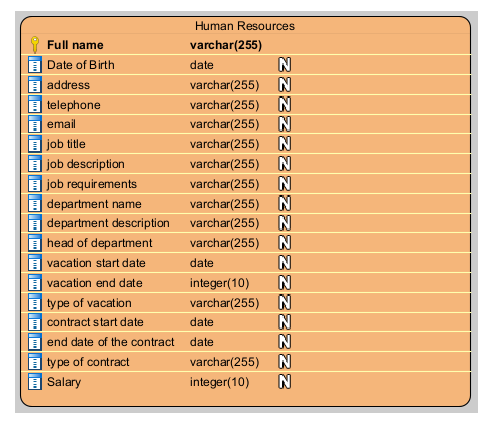 Human Resources
Full name varchar(255)
Date of Birth date N
address varchar(255) N
telephone varchar(255) N
email varchar(255) N
job title varchar(255) N
job description varchar(255) N
job requirements varchar(255) N
department name varchar(255) N
department description varchar(255) N
head of department varchar(255) N
vacation start date date N
vacation end date integer(10) N
type of vacation varchar(255) N
contract start date date N
end date of the contract date N
type of contract varchar(255) N
Salary integer(10) N